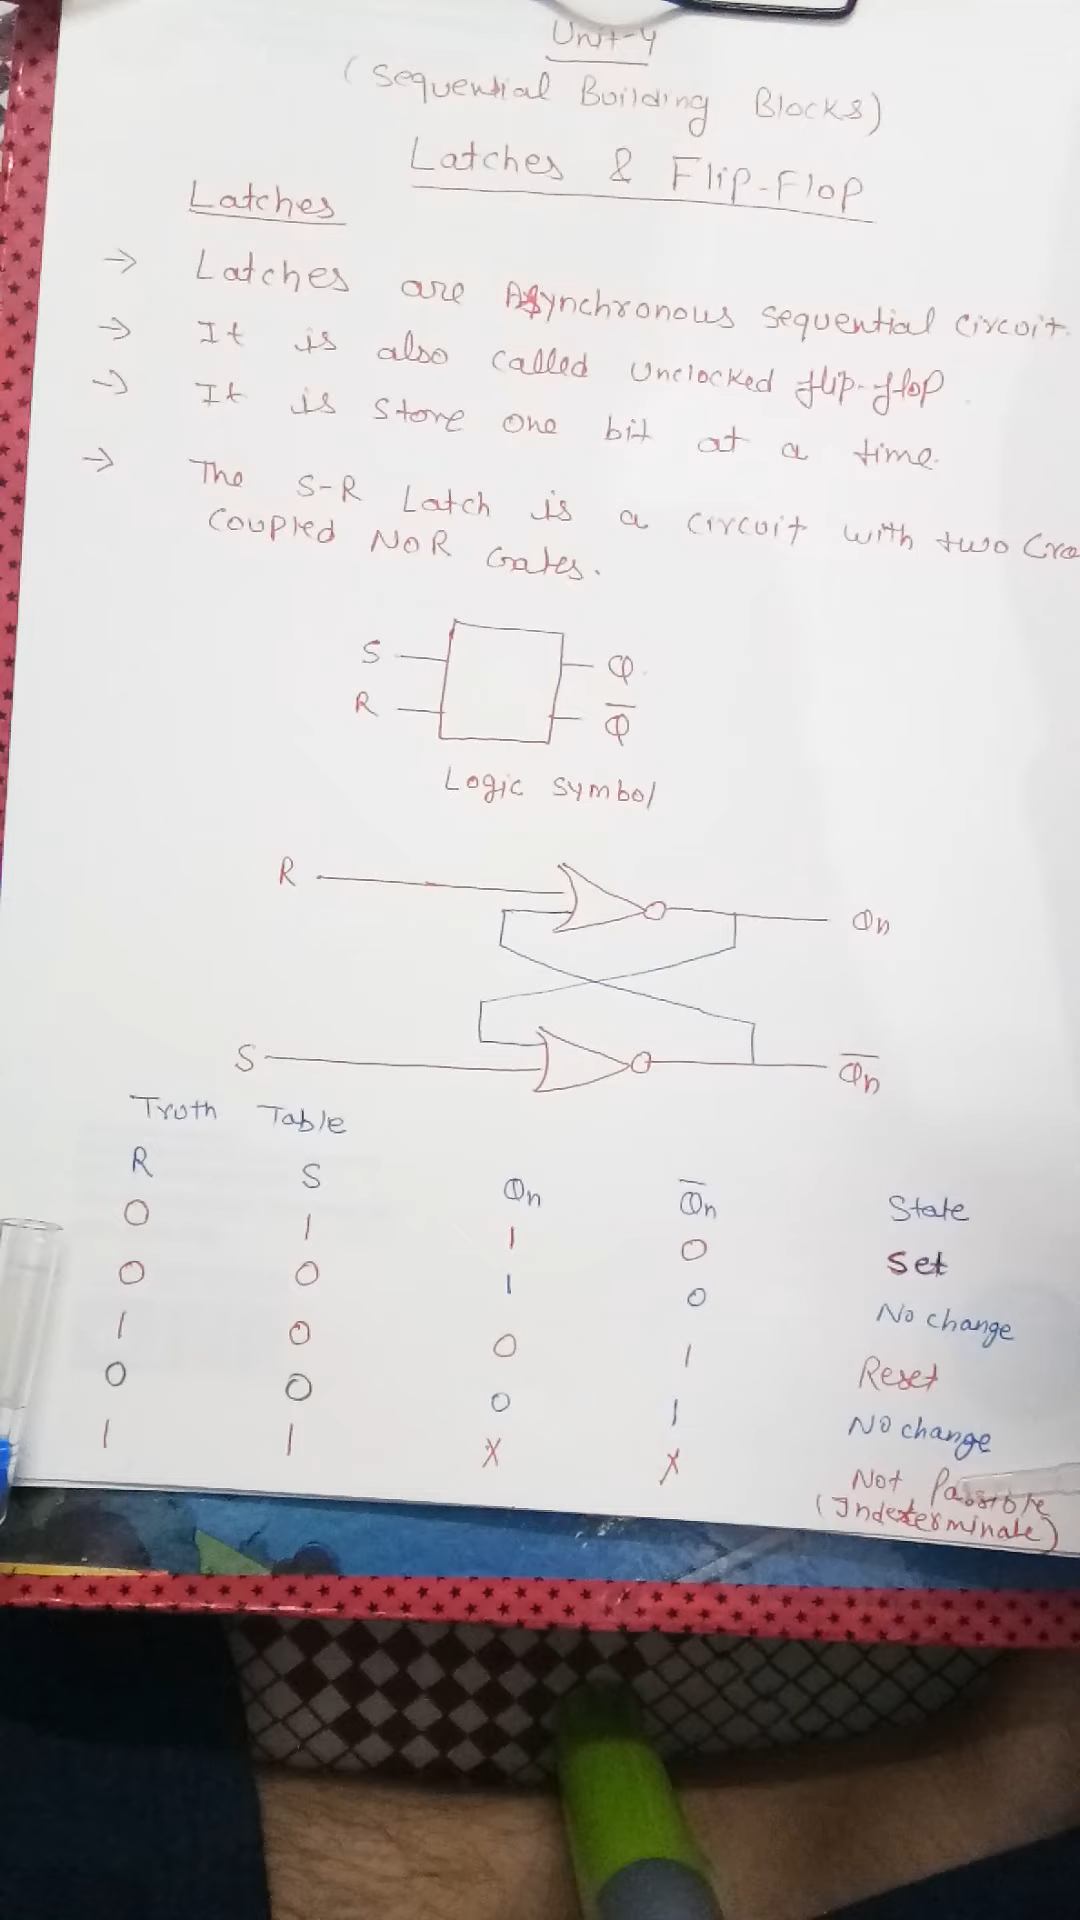 Unit-4
(Sequential Building Blocks)
Latches & Flip-Flop
Latches
→ Latches are Asynchronous sequential circuit.
→ It is also called Unclocked flip-flop.
→ It is store one bit at a time.
→ The S-R Latch is a circuit with two
Coupled NOR Gates.
S Q
R Q̅
Logic symbol
R Qn
S Q̅n
Truth Table
R S Qn Q̅n State
0 1 1 0 Set
0 0 1 0 No change
1 0 0 1 Reset
0 0 0 1 No change
1 1 X X Not Possible
(Indeterminate)